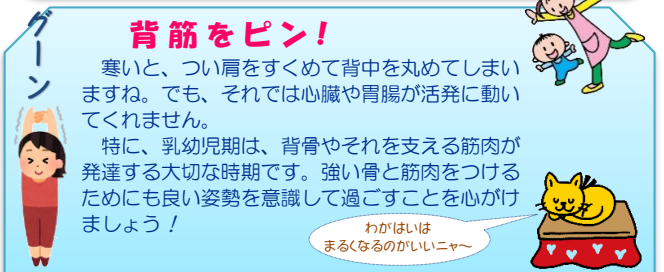 グーン
背筋をピン!
寒いと、つい肩をすくめて背中を丸めてしまい
ますね。でも、それでは心臓や胃腸が活発に動い
てくれません。
特に、乳幼児期は、背骨やそれを支える筋肉が
発達する大切な時期です。強い骨と筋肉をつける
ためにも良い姿勢を意識して過ごすことを心がけ
ましょう!
わがはいは
まるくなるのがいいニャ~